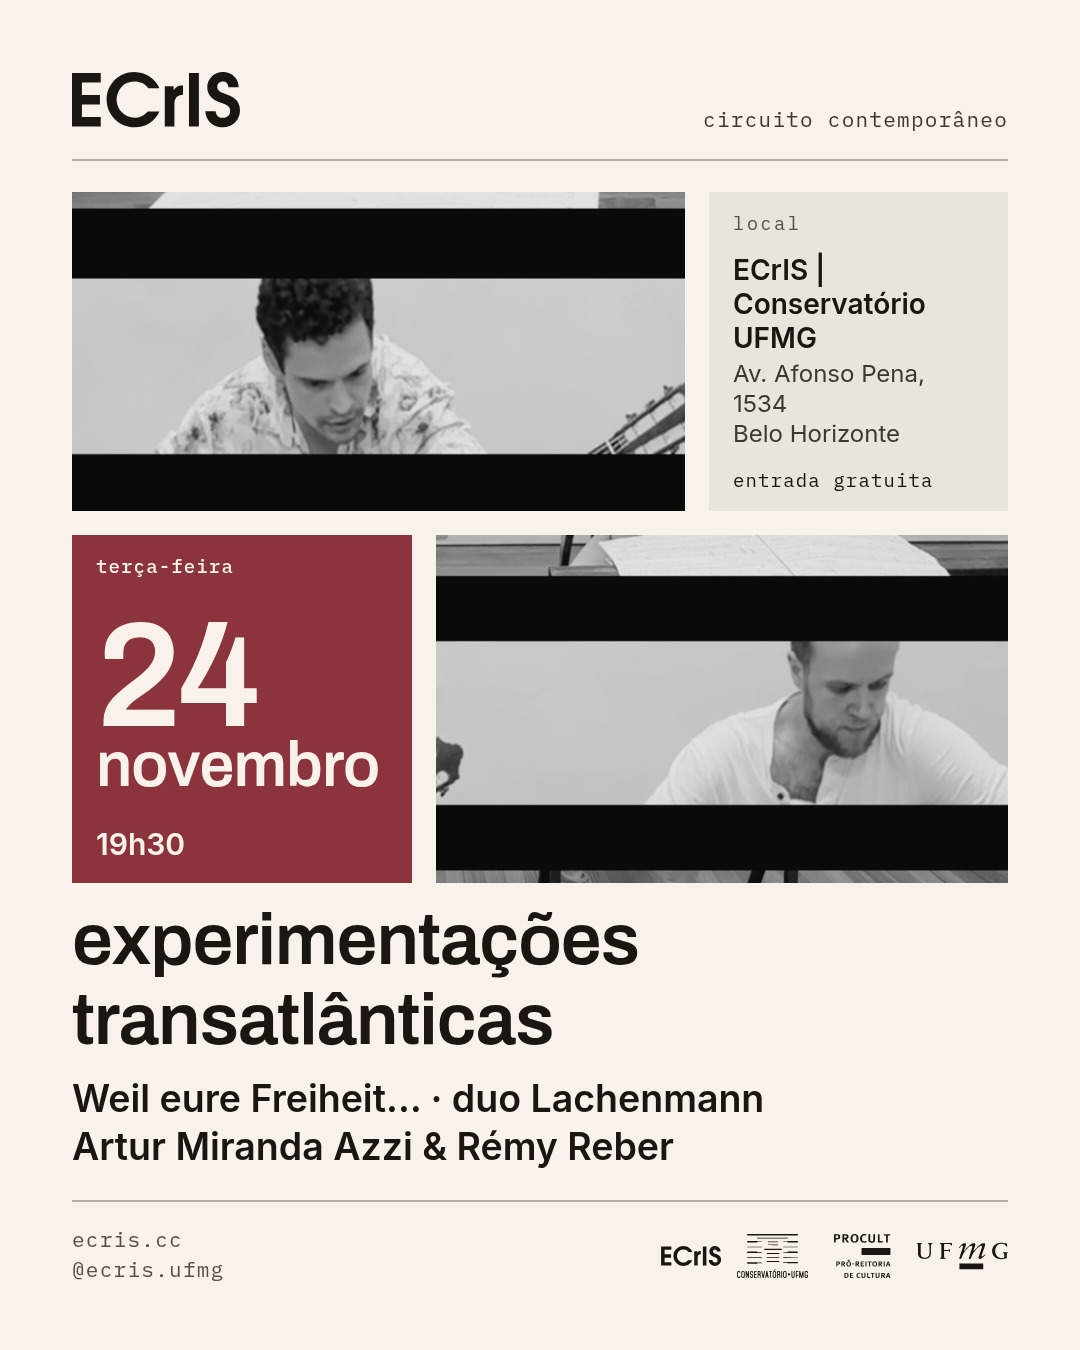 ECrIS
circuito contemporâneo
local
ECrIS |
Conservatório
UFMG
Av. Afonso Pena,
1534
Belo Horizonte
entrada gratuita
terça-feira
24
novembro
19h30
experimentações
transatlânticas
Weil eure Freiheit... · duo Lachenmann
Artur Miranda Azzi & Rémy Reber
ecris.cc
@ecris.ufmg
ECrIS
CONSERVATÓRIO•UFMG
PROCULT
PRÓ-REITORIA
DE CULTURA
UFmG